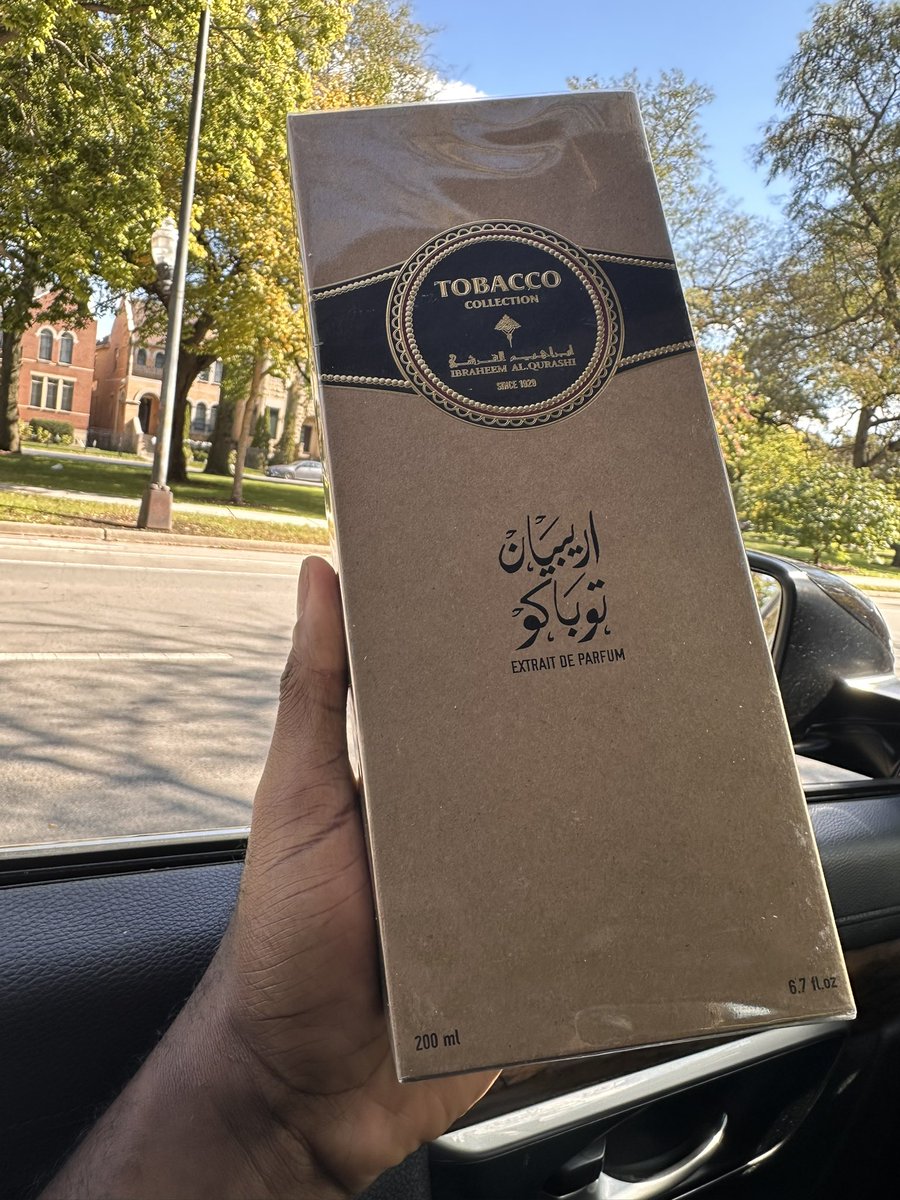 TOBACCO
COLLECTION
ابراهيم القرشي
IBRAHEEM AL.QURASHI
SINCE 1929
اريبيان
توباكو
EXTRAIT DE PARFUM
200 ml
6.7 fl.oz